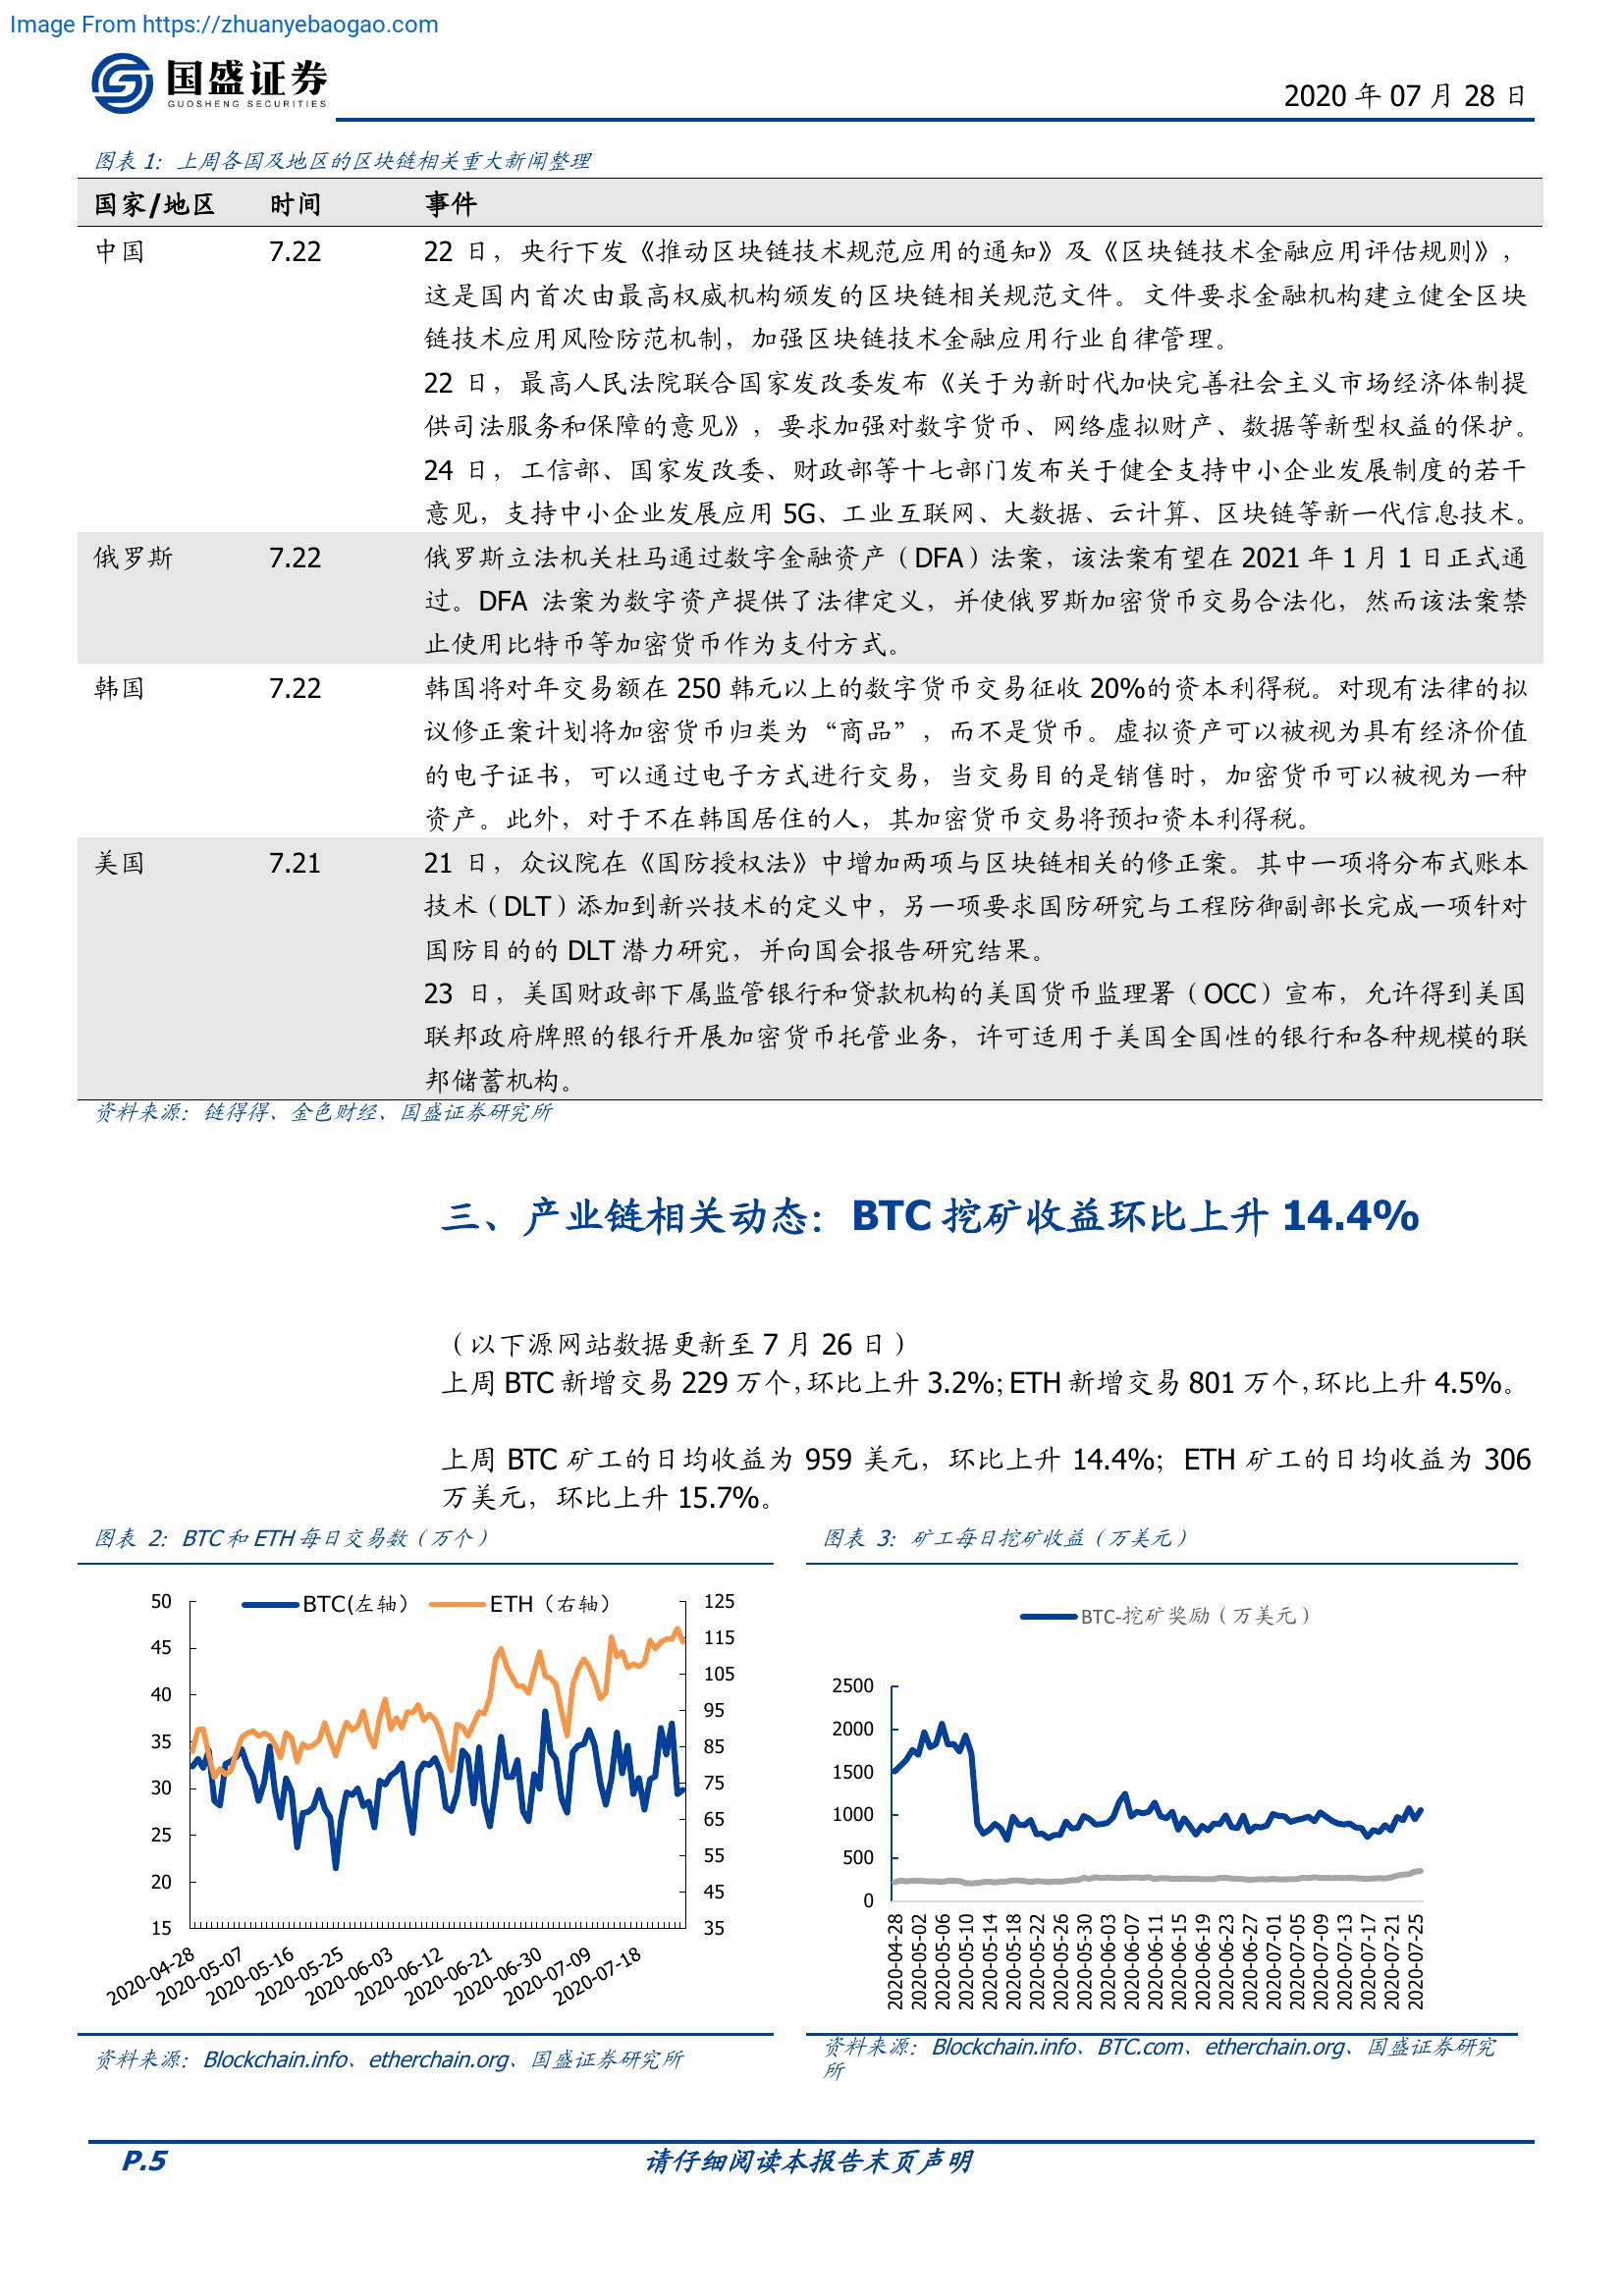 Image From https://zhuanyebaogao.com
国盛证券
GUOSHENG SECURITIES
2020 年 07 月 28 日
图表 1：上周各国及地区的区块链相关重大新闻整理
国家/地区 时间 事件
中国 7.22 22 日，央行下发《推动区块链技术规范应用的通知》及《区块链技术金融应用评估规则》，
这是国内首次由最高权威机构颁发的区块链相关规范文件。文件要求金融机构建立健全区块
链技术应用风险防范机制，加强区块链技术金融应用行业自律管理。
22 日，最高人民法院联合国家发改委发布《关于为新时代加快完善社会主义市场经济体制提
供司法服务和保障的意见》，要求加强对数字货币、网络虚拟财产、数据等新型权益的保护。
24 日，工信部、国家发改委、财政部等十七部门发布关于健全支持中小企业发展制度的若干
意见，支持中小企业发展应用 5G、工业互联网、大数据、云计算、区块链等新一代信息技术。
俄罗斯 7.22 俄罗斯立法机关杜马通过数字金融资产（DFA）法案，该法案有望在 2021 年 1 月 1 日正式通
过。DFA 法案为数字资产提供了法律定义，并使俄罗斯加密货币交易合法化，然而该法案禁
止使用比特币等加密货币作为支付方式。
韩国 7.22 韩国将对年交易额在 250 韩元以上的数字货币交易征收 20%的资本利得税。对现有法律的拟
议修正案计划将加密货币归类为“商品”，而不是货币。虚拟资产可以被视为具有经济价值
的电子证书，可以通过电子方式进行交易，当交易目的是销售时，加密货币可以被视为一种
资产。此外，对于不在韩国居住的人，其加密货币交易将预扣资本利得税。
美国 7.21 21 日，众议院在《国防授权法》中增加两项与区块链相关的修正案。其中一项将分布式账本
技术（DLT）添加到新兴技术的定义中，另一项要求国防研究与工程防御副部长完成一项针对
国防目的的 DLT 潜力研究，并向国会报告研究结果。
23 日，美国财政部下属监管银行和贷款机构的美国货币监理署（OCC）宣布，允许得到美国
联邦政府牌照的银行开展加密货币托管业务，许可适用于美国全国性的银行和各种规模的联
邦储蓄机构。
资料来源：链得得、金色财经、国盛证券研究所
三、产业链相关动态：BTC 挖矿收益环比上升 14.4%
（以下源网站数据更新至 7 月 26 日）
上周 BTC 新增交易 229 万个，环比上升 3.2%；ETH 新增交易 801 万个，环比上升 4.5%。
上周 BTC 矿工的日均收益为 959 美元，环比上升 14.4%；ETH 矿工的日均收益为 306
万美元，环比上升 15.7%。
图表 2：BTC 和 ETH 每日交易数（万个）
BTC(左轴） ETH（右轴）
50
45
40
35
30
25
20
15
125
115
105
95
85
75
65
55
45
35
2020-04-28
2020-05-07
2020-05-16
2020-05-25
2020-06-03
2020-06-12
2020-06-21
2020-06-30
2020-07-09
2020-07-18
资料来源：Blockchain.info、etherchain.org、国盛证券研究所
图表 3：矿工每日挖矿收益（万美元）
BTC-挖矿奖励（万美元）
2500
2000
1500
1000
500
0
2020-04-28
2020-05-02
2020-05-06
2020-05-10
2020-05-14
2020-05-18
2020-05-22
2020-05-26
2020-05-30
2020-06-03
2020-06-07
2020-06-11
2020-06-15
2020-06-19
2020-06-23
2020-06-27
2020-07-01
2020-07-05
2020-07-09
2020-07-13
2020-07-17
2020-07-21
2020-07-25
资料来源：Blockchain.info、BTC.com、etherchain.org、国盛证券研究
所
P.5 请仔细阅读本报告末页声明